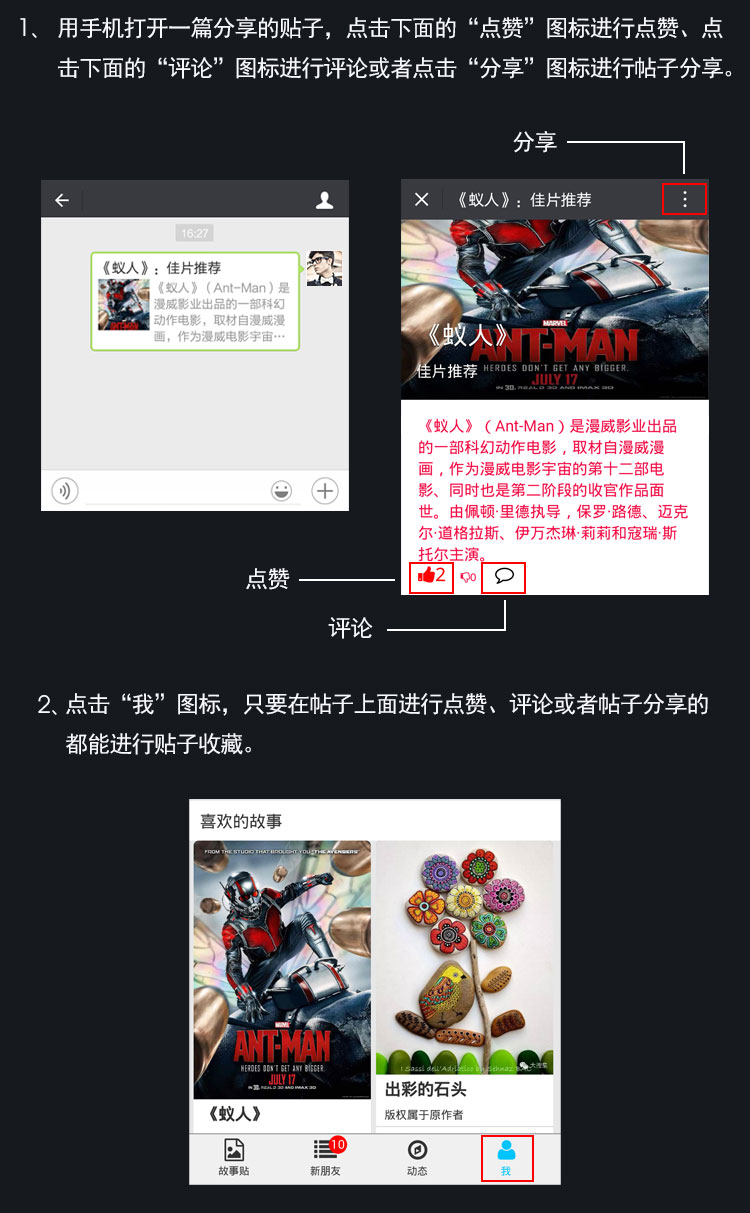 1、用手机打开一篇分享的贴子，点击下面的“点赞”图标进行点赞、点
击下面的“评论”图标进行评论或者点击“分享”图标进行帖子分享。
分享
16:27
《蚁人》：佳片推荐
《蚁人》（Ant-Man）是
漫威影业出品的一部科幻
动作电影，取材自漫威漫
画，作为漫威电影宇宙…
《蚁人》：佳片推荐
MARVEL
ANT-MAN
《蚁人》
HEROES DON'T GET ANY BIGGER.
佳片推荐
JULY 17
IN 3D, REAL D 3D AND IMAX 3D
《蚁人》（Ant-Man）是漫威影业出品
的一部科幻动作电影，取材自漫威漫
画，作为漫威电影宇宙的第十二部电
影、同时也是第二阶段的收官作品面
世。由佩顿·里德执导，保罗·路德、迈克
尔·道格拉斯、伊万杰琳·莉莉和寇瑞·斯
托尔主演。
2
0
点赞
评论
2、点击“我”图标，只要在帖子上面进行点赞、评论或者帖子分享的
都能进行贴子收藏。
喜欢的故事
FROM THE STUDIO THAT BROUGHT YOU "THE AVENGERS"
MARVEL
ANT-MAN
HEROES DON'T GET ANY BIGGER.
JULY 17
IN 3D, REAL D 3D AND IMAX 3D
《蚁人》
I Sassi dell'Adriatico by
出彩的石头
版权属于原作者
故事贴
10
新朋友
动态
我